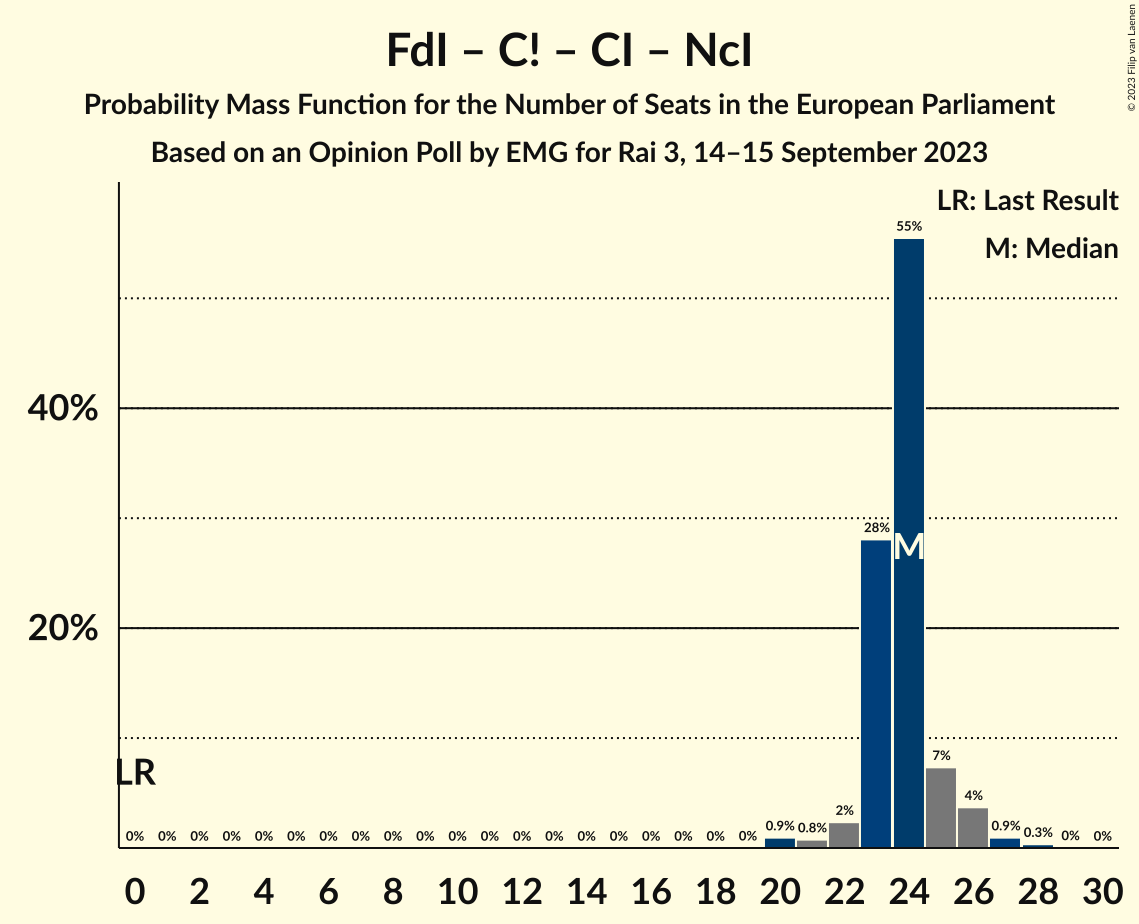 FdI – C! – CI – NcI
Probability Mass Function for the Number of Seats in the European Parliament
Based on an Opinion Poll by EMG for Rai 3, 14–15 September 2023
© 2023 Filip van Laenen
LR: Last Result
M: Median
55%
40%
28%
M
20%
LR
7%
4%
2%
0% 0% 0% 0% 0% 0% 0% 0% 0% 0% 0% 0% 0% 0% 0% 0% 0% 0% 0% 0% 0.9% 0.8% 0.9% 0.3% 0% 0%
0 2 4 6 8 10 12 14 16 18 20 22 24 26 28 30